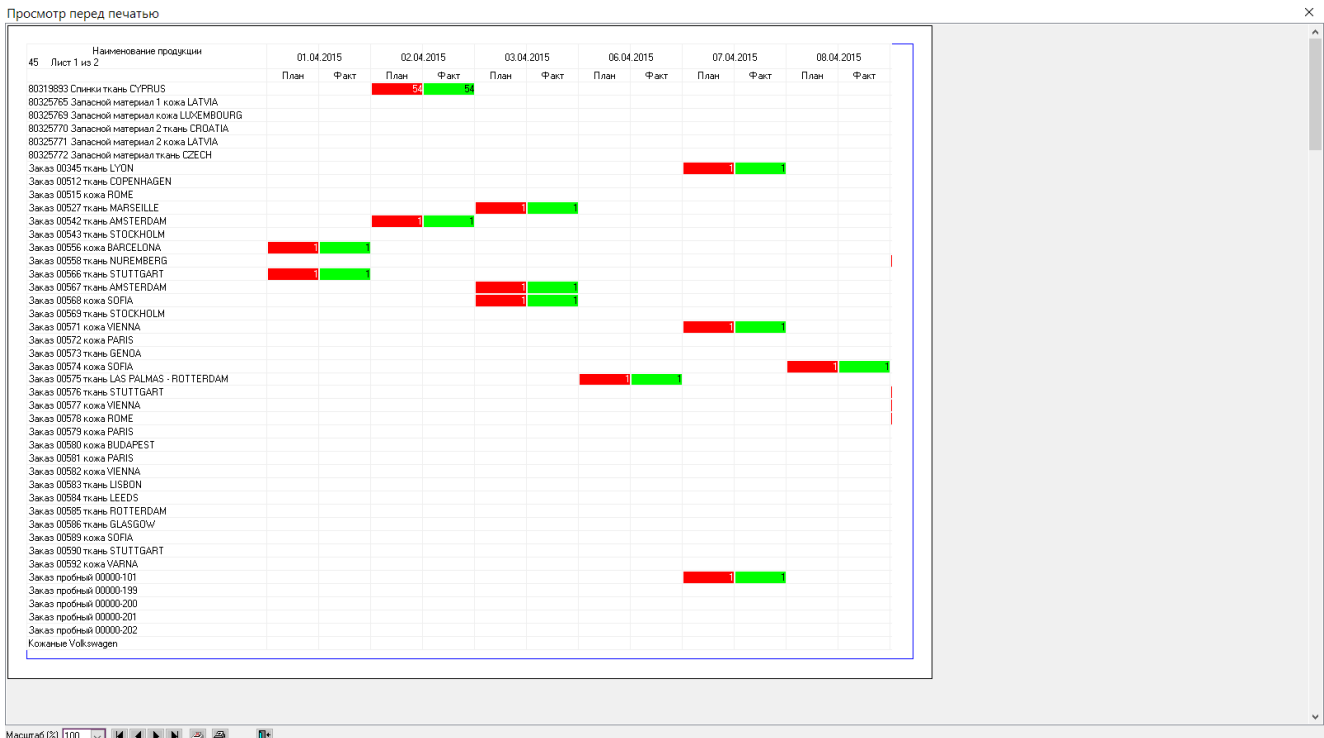 Просмотр перед печатью
Наименование продукции
45 Лист 1 из 2
01.04.2015 02.04.2015 03.04.2015 06.04.2015 07.04.2015 08.04.2015
План Факт План Факт План Факт План Факт План Факт План Факт
80319893 Спинки ткань CYPRUS 54 54
80325765 Запасной материал 1 кожа LATVIA
80325769 Запасной материал кожа LUXEMBOURG
80325770 Запасной материал 2 ткань CROATIA
80325771 Запасной материал 2 кожа LATVIA
80325772 Запасной материал ткань CZECH
Заказ 00345 ткань LYON 1 1
Заказ 00512 ткань COPENHAGEN
Заказ 00515 кожа ROME
Заказ 00527 ткань MARSEILLE 1 1
Заказ 00542 ткань AMSTERDAM 1 1
Заказ 00543 ткань STOCKHOLM
Заказ 00556 кожа BARCELONA 1 1
Заказ 00558 ткань NUREMBERG
Заказ 00566 ткань STUTTGART 1 1
Заказ 00567 ткань AMSTERDAM 1 1
Заказ 00568 кожа SOFIA 1 1
Заказ 00569 ткань STOCKHOLM
Заказ 00571 кожа VIENNA 1 1
Заказ 00572 кожа PARIS
Заказ 00573 ткань GENOA
Заказ 00574 кожа SOFIA 1 1
Заказ 00575 ткань LAS PALMAS - ROTTERDAM 1 1
Заказ 00576 ткань STUTTGART
Заказ 00577 кожа VIENNA
Заказ 00578 кожа ROME
Заказ 00579 кожа PARIS
Заказ 00580 кожа BUDAPEST
Заказ 00581 кожа PARIS
Заказ 00582 кожа VIENNA
Заказ 00583 ткань LISBON
Заказ 00584 ткань LEEDS
Заказ 00585 ткань ROTTERDAM
Заказ 00586 ткань GLASGOW
Заказ 00589 кожа SOFIA
Заказ 00590 ткань STUTTGART
Заказ 00592 кожа VARNA
Заказ пробный 00000-101 1 1
Заказ пробный 00000-199
Заказ пробный 00000-200
Заказ пробный 00000-201
Заказ пробный 00000-202
Кожаные Volkswagen
Масштаб (%) 100